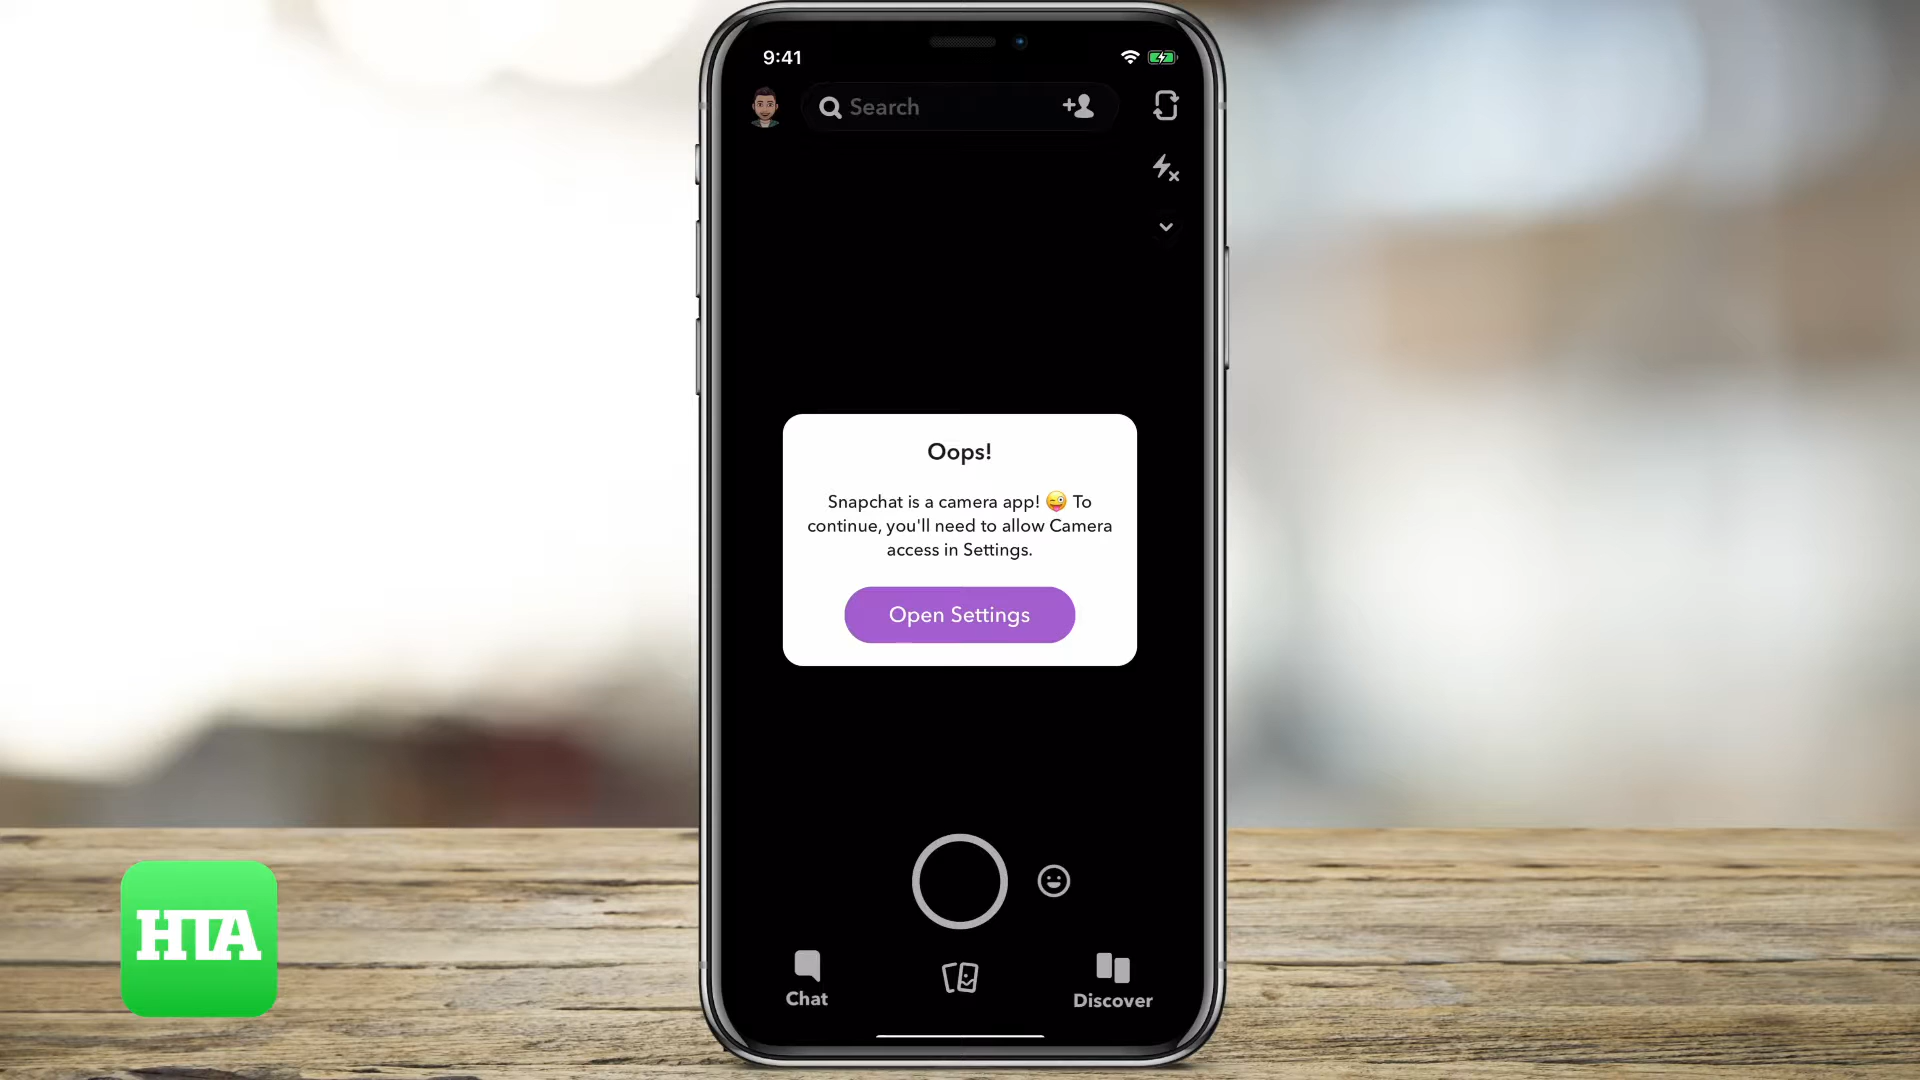 9:41
Search
Oops!
Snapchat is a camera app! 😜 To
continue, you'll need to allow Camera
access in Settings.
Open Settings
Chat
Discover
HTA